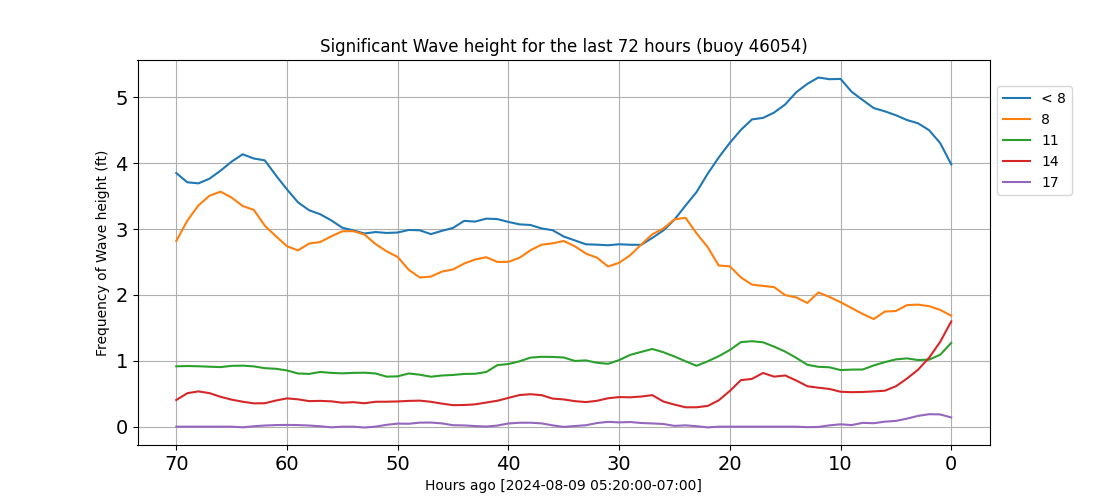 Significant Wave height for the last 72 hours (buoy 46054)
Frequency of Wave height (ft)
5
4
3
2
1
0
70 60 50 40 30 20 10 0
Hours ago [2024-08-09 05:20:00-07:00]
< 8
8
11
14
17